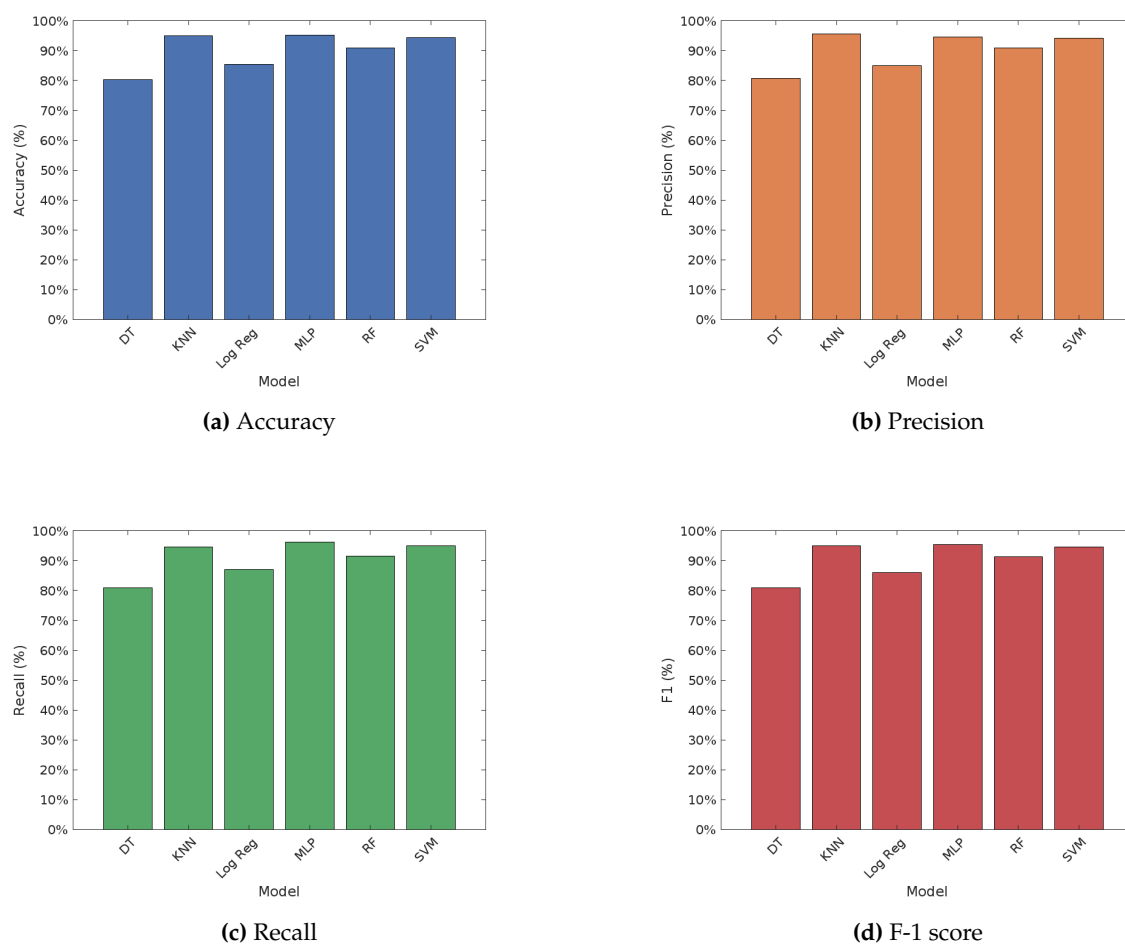 100%
90%
80%
70%
60%
50%
40%
30%
20%
10%
0%
Accuracy (%)
DT
KNN
Log Reg
MLP
RF
SVM
Model
(a) Accuracy
100%
90%
80%
70%
60%
50%
40%
30%
20%
10%
0%
Precision (%)
DT
KNN
Log Reg
MLP
RF
SVM
Model
(b) Precision
100%
90%
80%
70%
60%
50%
40%
30%
20%
10%
0%
Recall (%)
DT
KNN
Log Reg
MLP
RF
SVM
Model
(c) Recall
100%
90%
80%
70%
60%
50%
40%
30%
20%
10%
0%
F1 (%)
DT
KNN
Log Reg
MLP
RF
SVM
Model
(d) F-1 score